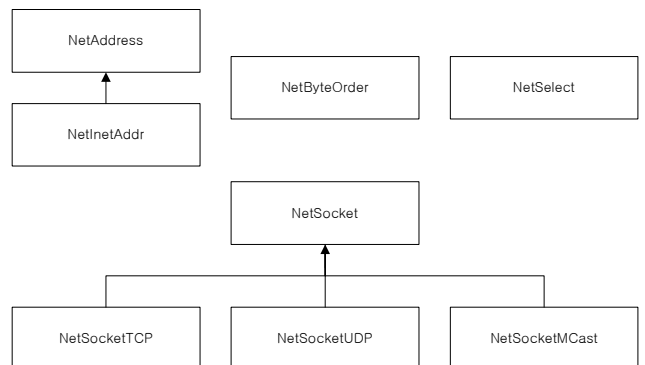 NetAddress
NetByteOrder
NetSelect
NetInetAddr
NetSocket
NetSocketTCP
NetSocketUDP
NetSocketMCast